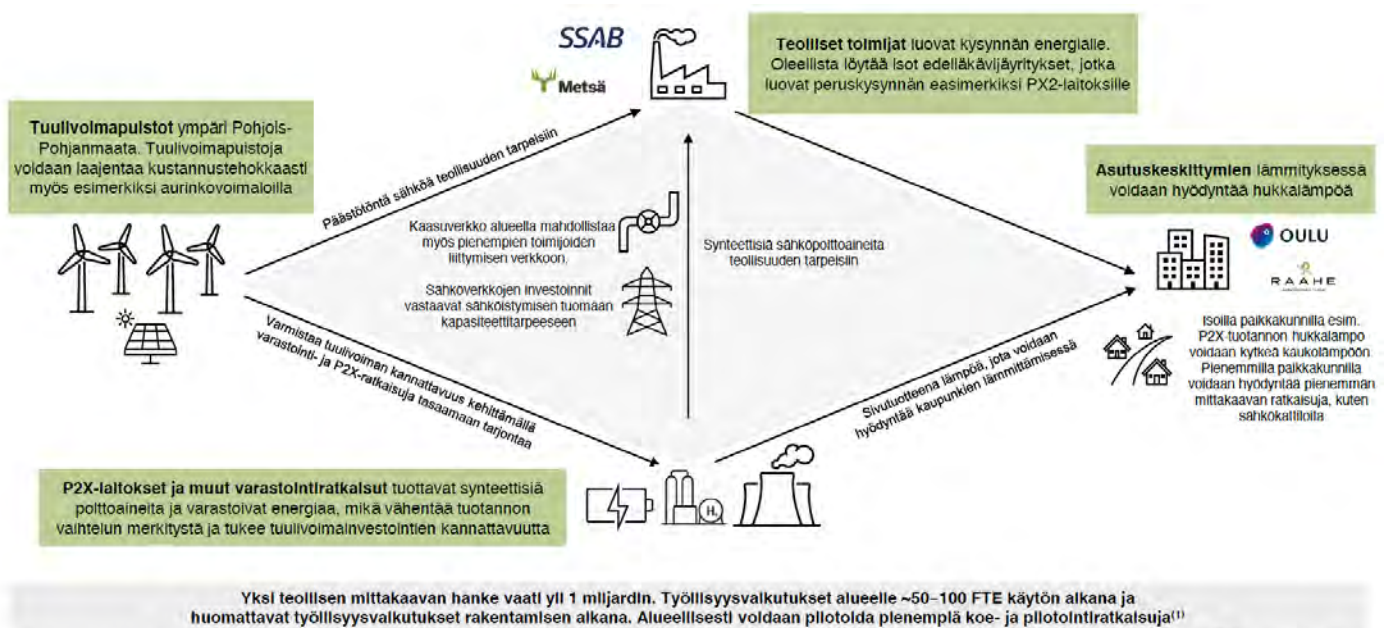 SSAB
Metsä
Teolliset toimijat luovat kysynnän energialle.
Oleellista löytää isot edelläkävijäyritykset, jotka
luovat peruskysynnän easimerkiksi PX2-laitoksille
Tuulivoimapuistot ympäri Pohjois-
Pohjanmaata. Tuulivoimapuistoja
voidaan laajentaa kustannustehokkaasti
myös esimerkiksi aurinkovoimaloilla
Päästötöntä sähköä teollisuuden tarpeisiin
Asutuskeskittymien lämmityksessä
voidaan hyödyntää hukkalämpöä
Kaasuverkko alueella mahdollistaa
myös pienempien toimijoiden
liittymisen verkkoon.
Synteettisiä sähköpolttoaineita
teollisuuden tarpeisiin
Sähköverkkojen investoinnit
vastaavat sähköistymisen tuomaan
kapasiteettitarpeeseen
OULU
RAAHE
Isoilla paikkakunnilla esim.
P2X-tuotannon hukkalämpö
voidaan kytkeä kaukolämpöön.
Pienemmillä paikkakunnilla
voidaan hyödyntää pienemmän
mittakaavan ratkaisuja, kuten
sähkökattiloita
Varmistaa tuulivoiman kannattavuus kehittämällä
varastointi- ja P2X-ratkaisuja tasaamaan tarjontaa
Sivutuotteena lämpöä, jota voidaan
hyödyntää kaupunkien lämmittämisessä
P2X-laitokset ja muut varastointiratkaisut tuottavat synteettisiä
polttoaineita ja varastoivat energiaa, mikä vähentää tuotannon
vaihtelun merkitystä ja tukee tuulivoimainvestointien kannattavuutta
H₂
Yksi teollisen mittakaavan hanke vaatii yli 1 miljardin. Työllisyysvaikutukset alueelle ~50–100 FTE käytön aikana ja
huomattavat työllisyysvaikutukset rakentamisen aikana. Alueellisesti voidaan pilotoida pienempiä koe- ja pilotointiratkaisuja⁽¹⁾